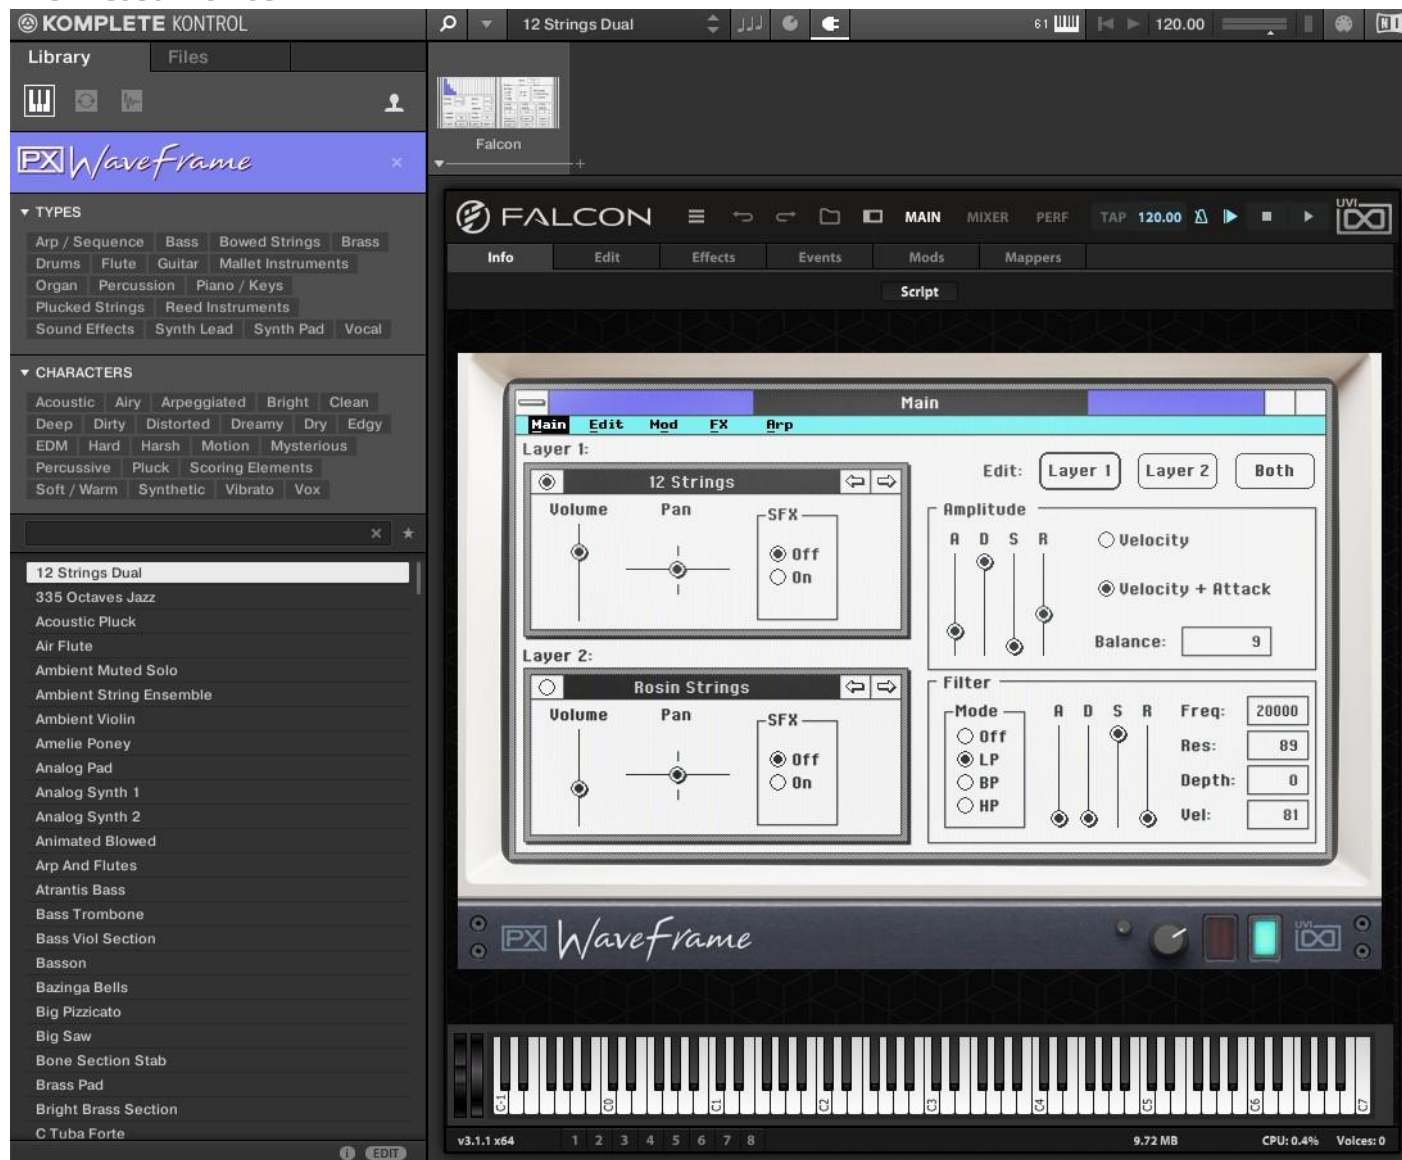 KOMPLETE KONTROL
12 Strings Dual
61
120.00
Library Files
Falcon
PX WaveFrame
TYPES
Arp / Sequence Bass Bowed Strings Brass
Drums Flute Guitar Mallet Instruments
Organ Percussion Piano / Keys
Plucked Strings Reed Instruments
Sound Effects Synth Lead Synth Pad Vocal
CHARACTERS
Acoustic Airy Arpeggiated Bright Clean
Deep Dirty Distorted Dreamy Dry Edgy
EDM Hard Harsh Motion Mysterious
Percussive Pluck Scoring Elements
Soft / Warm Synthetic Vibrato Vox
12 Strings Dual
335 Octaves Jazz
Acoustic Pluck
Air Flute
Ambient Muted Solo
Ambient String Ensemble
Ambient Violin
Amelie Poney
Analog Pad
Analog Synth 1
Analog Synth 2
Animated Blowed
Arp And Flutes
Atrantis Bass
Bass Trombone
Bass Viol Section
Basson
Bazinga Bells
Big Pizzicato
Big Saw
Bone Section Stab
Brass Pad
Bright Brass Section
C Tuba Forte
EDIT
FALCON MAIN MIXER PERF TAP 120.00 UVI
Info Edit Effects Events Mods Mappers
Script
Main
Main Edit Mod FX Arp
Layer 1:
12 Strings
Volume Pan SFX
Off
On
Edit: Layer 1 Layer 2 Both
Amplitude
A D S R
Velocity
Velocity + Attack
Balance: 9
Layer 2:
Rosin Strings
Volume Pan SFX
Off
On
Filter
Mode
Off
LP
BP
HP
A D S R
Freq: 20000
Res: 89
Depth: 0
Vel: 81
PX WaveFrame UVI
C-1 C0 C1 C2 C3 C4 C5 C6 C7
v3.1.1 x64 1 2 3 4 5 6 7 8 9.72 MB CPU: 0.4% Voices: 0